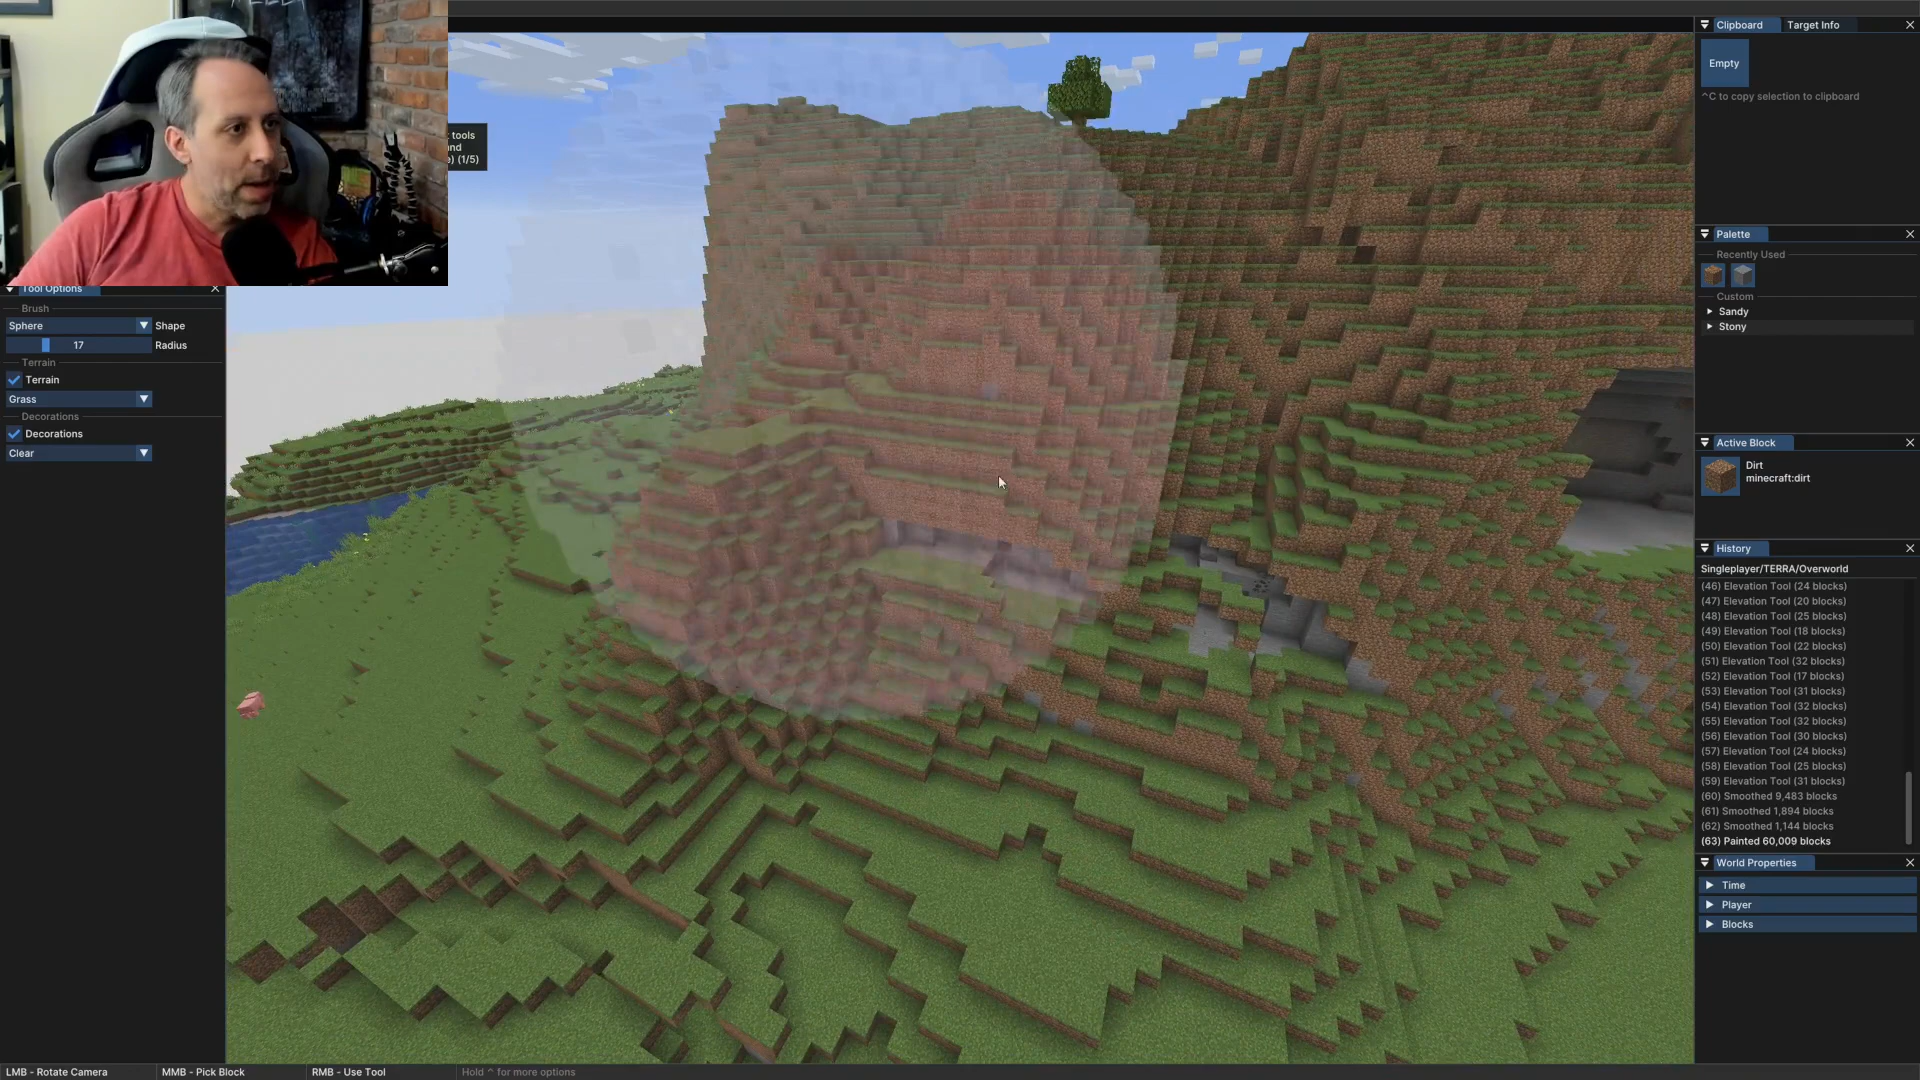 tools
nd
e) (1/5)
Tool Options
Brush
Sphere
Shape
17
Radius
Terrain
Terrain
Grass
Decorations
Decorations
Clear
Clipboard
Target Info
Empty
^C to copy selection to clipboard
Palette
Recently Used
Custom
Sandy
Stony
Active Block
Dirt
minecraft:dirt
History
Singleplayer/TERRA/Overworld
(46) Elevation Tool (24 blocks)
(47) Elevation Tool (20 blocks)
(48) Elevation Tool (25 blocks)
(49) Elevation Tool (18 blocks)
(50) Elevation Tool (22 blocks)
(51) Elevation Tool (32 blocks)
(52) Elevation Tool (17 blocks)
(53) Elevation Tool (31 blocks)
(54) Elevation Tool (32 blocks)
(55) Elevation Tool (32 blocks)
(56) Elevation Tool (30 blocks)
(57) Elevation Tool (24 blocks)
(58) Elevation Tool (25 blocks)
(59) Elevation Tool (31 blocks)
(60) Smoothed 9,483 blocks
(61) Smoothed 1,894 blocks
(62) Smoothed 1,144 blocks
(63) Painted 60,009 blocks
World Properties
Time
Player
Blocks
LMB - Rotate Camera
MMB - Pick Block
RMB - Use Tool
Hold ^ for more options